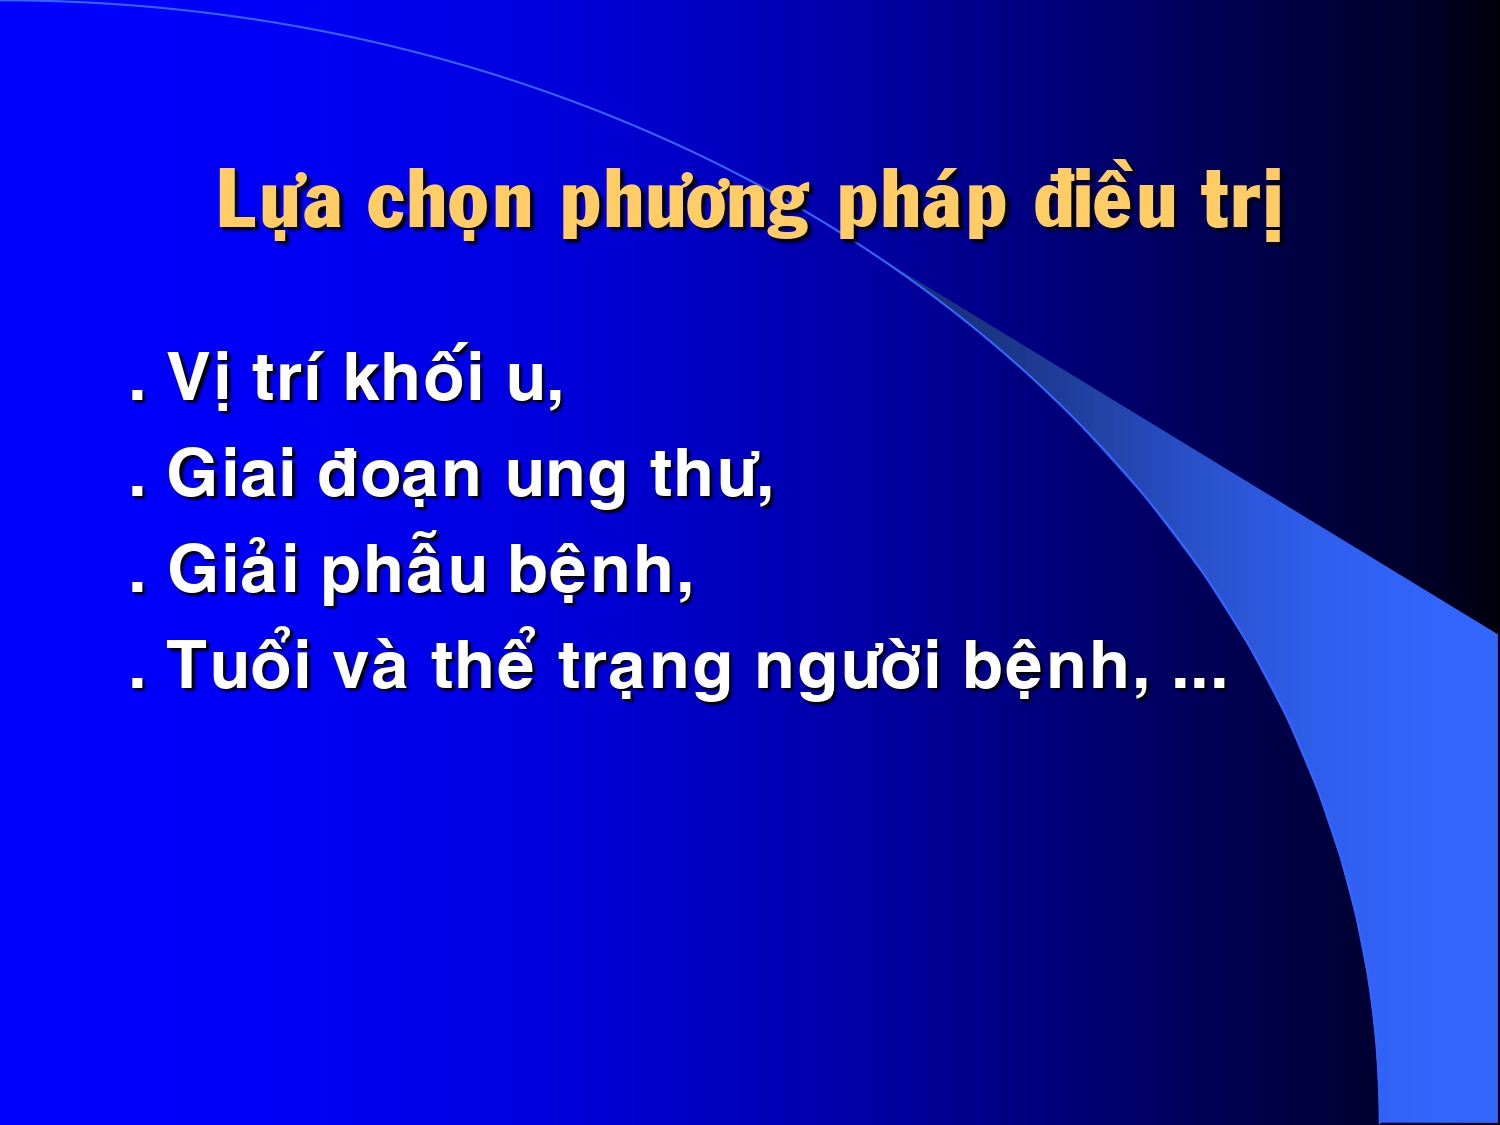 Lựa chọn phương pháp điều trị
. Vị trí khối u,
. Giai đoạn ung thư,
. Giải phẫu bệnh,
. Tuổi và thể trạng người bệnh, ...